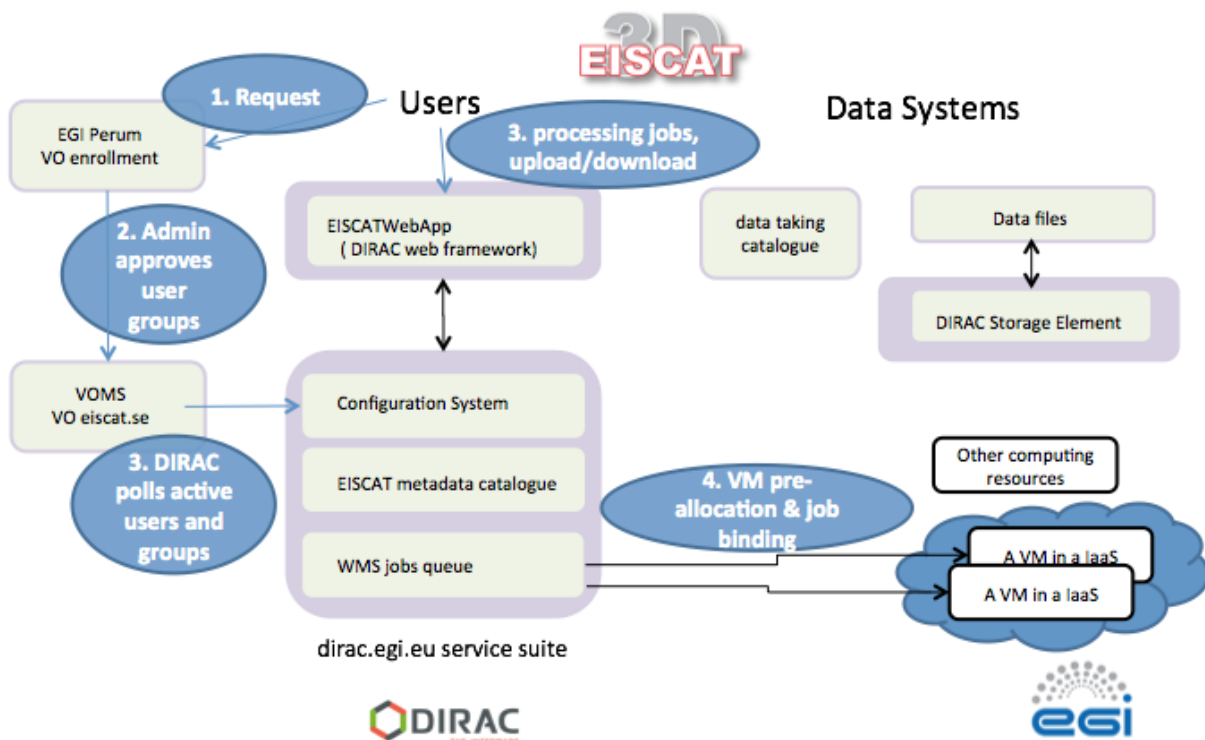 3D
EISCAT
1. Request
Users
Data Systems
EGI Perum
VO enrollment
3. processing jobs,
upload/download
EISCATWebApp
( DIRAC web framework)
data taking
catalogue
Data files
2. Admin
approves
user
groups
DIRAC Storage Element
VOMS
VO eiscat.se
Configuration System
3. DIRAC
polls active
users and
groups
EISCAT metadata catalogue
4. VM pre-
allocation & job
binding
Other computing
resources
WMS jobs queue
A VM in a IaaS
A VM in a IaaS
dirac.egi.eu service suite
DIRAC
egi